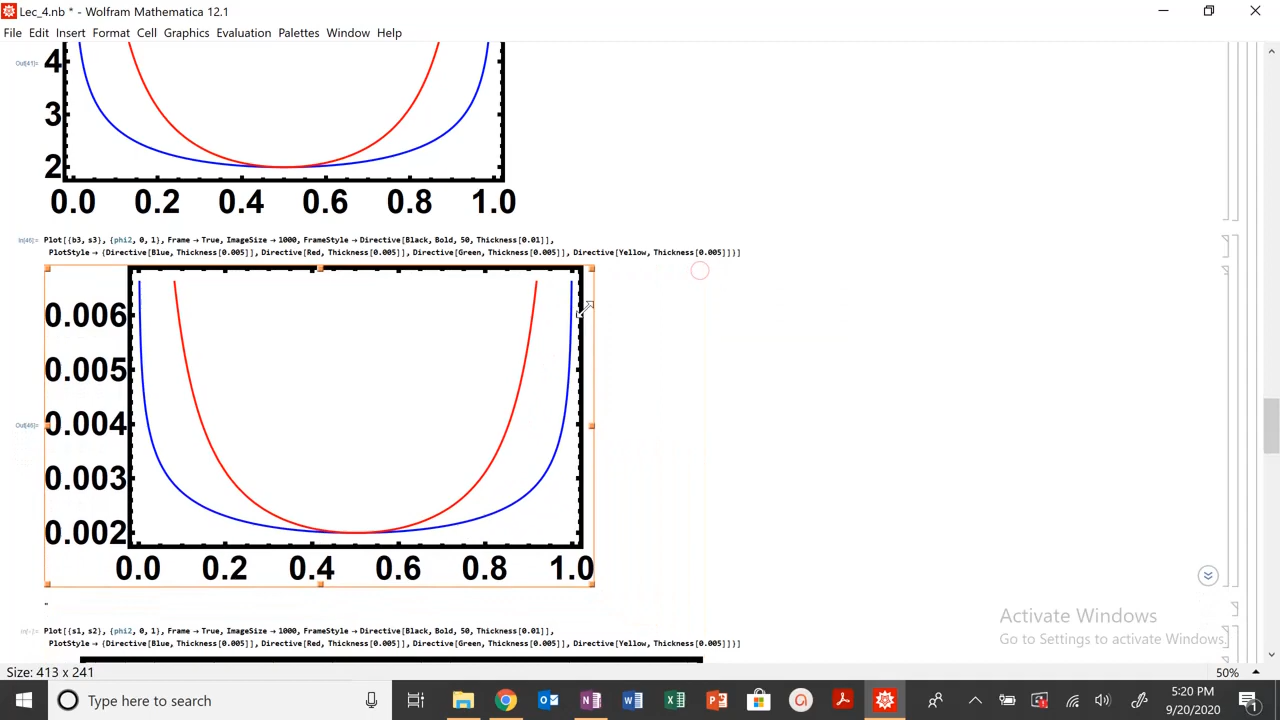 Lec_4.nb * - Wolfram Mathematica 12.1
File Edit Insert Format Cell Graphics Evaluation Palettes Window Help
Out[41]=
4
3
2
0.0 0.2 0.4 0.6 0.8 1.0
In[46]:= Plot[{b3, s3}, {phi2, 0, 1}, Frame → True, ImageSize → 1000, FrameStyle → Directive[Black, Bold, 50, Thickness[0.01]],
PlotStyle → {Directive[Blue, Thickness[0.005]], Directive[Red, Thickness[0.005]], Directive[Green, Thickness[0.005]], Directive[Yellow, Thickness[0.005]]}]
0.006
0.005
0.004
Out[46]=
0.003
0.002
0.0 0.2 0.4 0.6 0.8 1.0
"
In[-]:= Plot[{s1, s2}, {phi2, 0, 1}, Frame → True, ImageSize → 1000, FrameStyle → Directive[Black, Bold, 50, Thickness[0.01]],
PlotStyle → {Directive[Blue, Thickness[0.005]], Directive[Red, Thickness[0.005]], Directive[Green, Thickness[0.005]], Directive[Yellow, Thickness[0.005]]}]
Activate Windows
Go to Settings to activate Windows.
Size: 413 x 241
50%
Type here to search
5:20 PM
9/20/2020
1